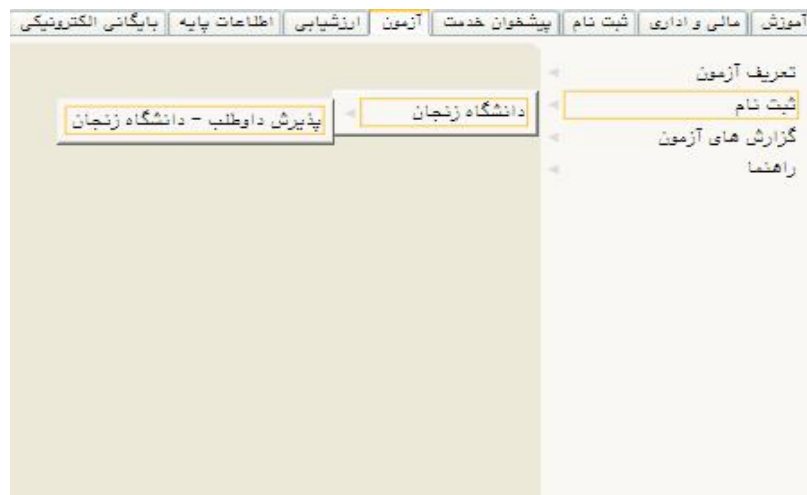 آموزش مالی و اداری ثبت نام پیشخوان خدمت آزمون ارزشیابی اطلاعات پایه بایگانی الکترونیکی
تعریف آزمون
ثبت نام
دانشگاه زنجان
پذیرش داوطلب - دانشگاه زنجان
گزارش های آزمون
راهنما